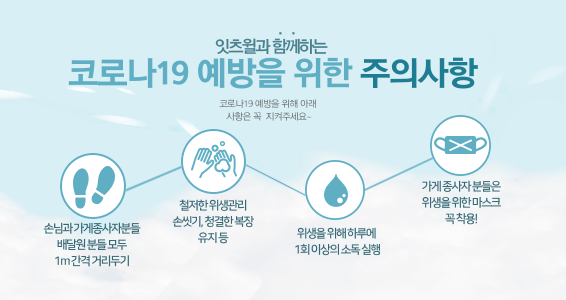 잇츠윌과 함께하는
코로나19 예방을 위한 주의사항
코로나19 예방을 위해 아래
사항은 꼭 지켜주세요~
손님과 가게종사자분들
배달원 분들 모두
1m 간격 거리두기
철저한 위생관리
손씻기, 청결한 복장
유지 등
위생을 위해 하루에
1회 이상의 소독 실행
가게 종사자 분들은
위생을 위한 마스크
꼭 착용!